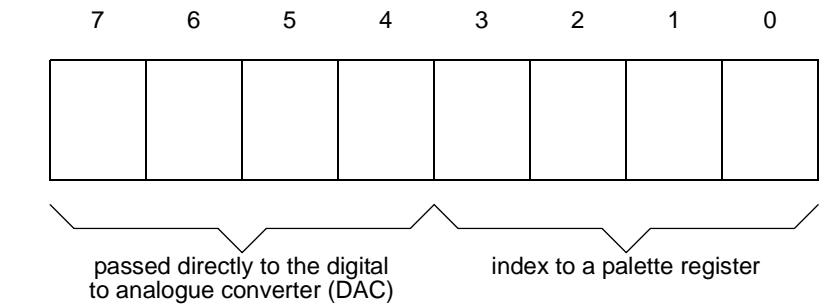 7 6 5 4 3 2 1 0
passed directly to the digital
to analogue converter (DAC)
index to a palette register